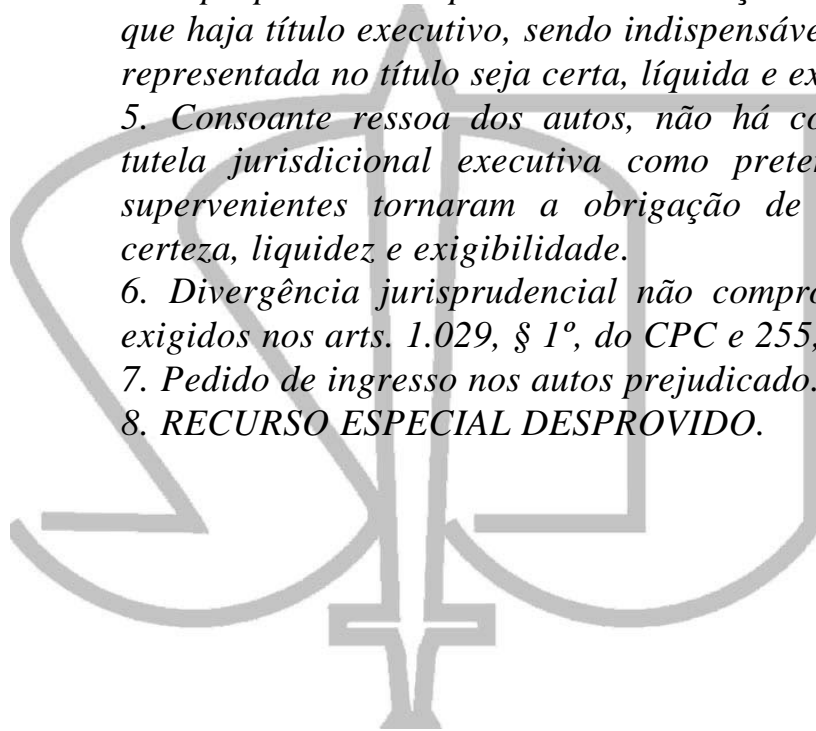 que haja título executivo, sendo indispensáve
representada no título seja certa, líquida e ex
5. Consoante ressoa dos autos, não há co
tutela jurisdicional executiva como preter
supervenientes tornaram a obrigação de
certeza, liquidez e exigibilidade.
6. Divergência jurisprudencial não compro
exigidos nos arts. 1.029, § 1º, do CPC e 255,
7. Pedido de ingresso nos autos prejudicado.
8. RECURSO ESPECIAL DESPROVIDO.